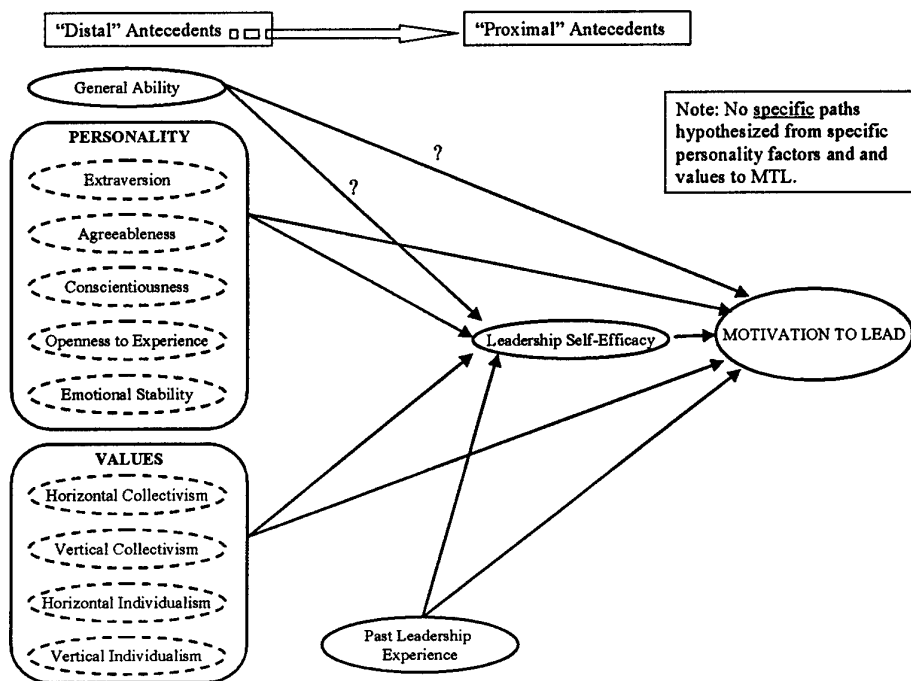 “Distal” Antecedents
“Proximal” Antecedents
General Ability
Note: No specific paths
hypothesized from specific
personality factors and and
values to MTL.
PERSONALITY
?
?
Extraversion
Agreeableness
Conscientiousness
Openness to Experience
Emotional Stability
Leadership Self-Efficacy
MOTIVATION TO LEAD
VALUES
Horizontal Collectivism
Vertical Collectivism
Horizontal Individualism
Vertical Individualism
Past Leadership
Experience